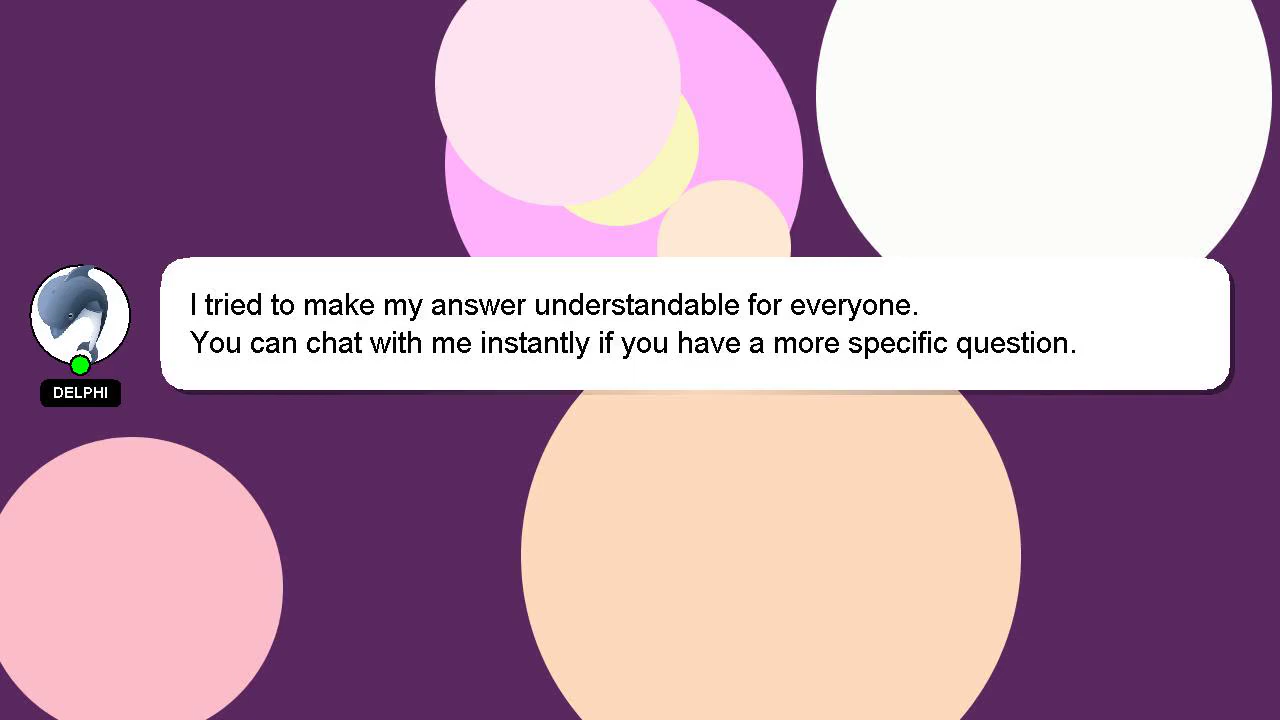 I tried to make my answer understandable for everyone.
You can chat with me instantly if you have a more specific question.
DELPHI